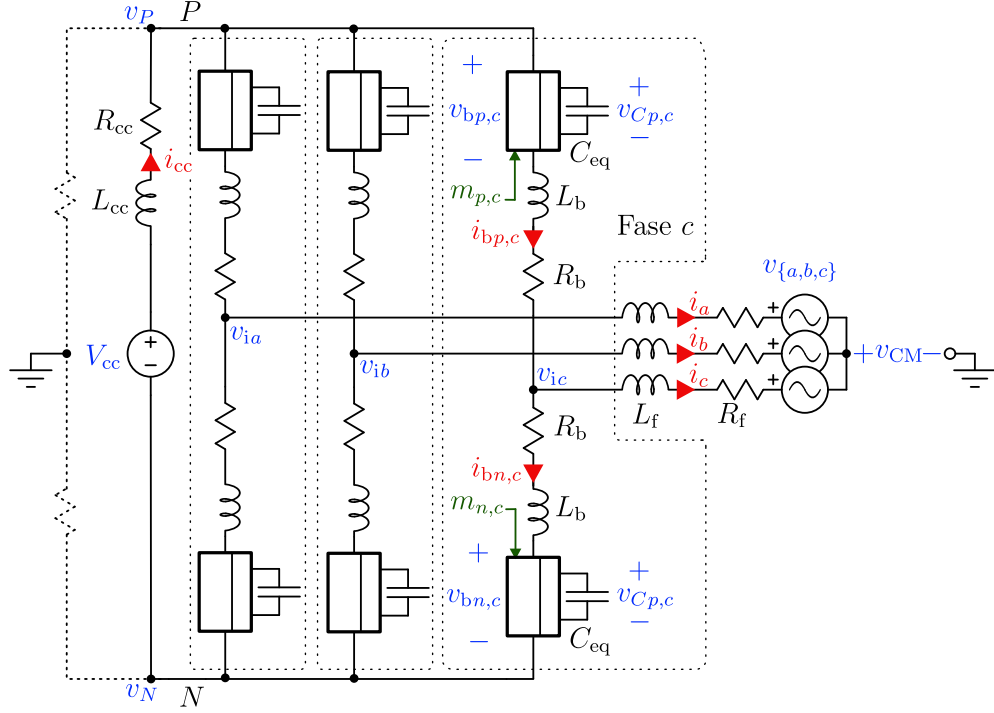 v_P P
R_cc
i_cc
L_cc
V_cc
+
−
v_N N
v_ia
v_ib
v_ic
+
v_bp,c
−
+
v_Cp,c
−
C_eq
m_p,c
L_b
i_bp,c
R_b
Fase c
v_{a,b,c}
i_a
+
i_b
+
i_c
+
L_f
R_f
+v_CM−
R_b
i_bn,c
m_n,c
L_b
+
v_bn,c
−
+
v_Cp,c
−
C_eq